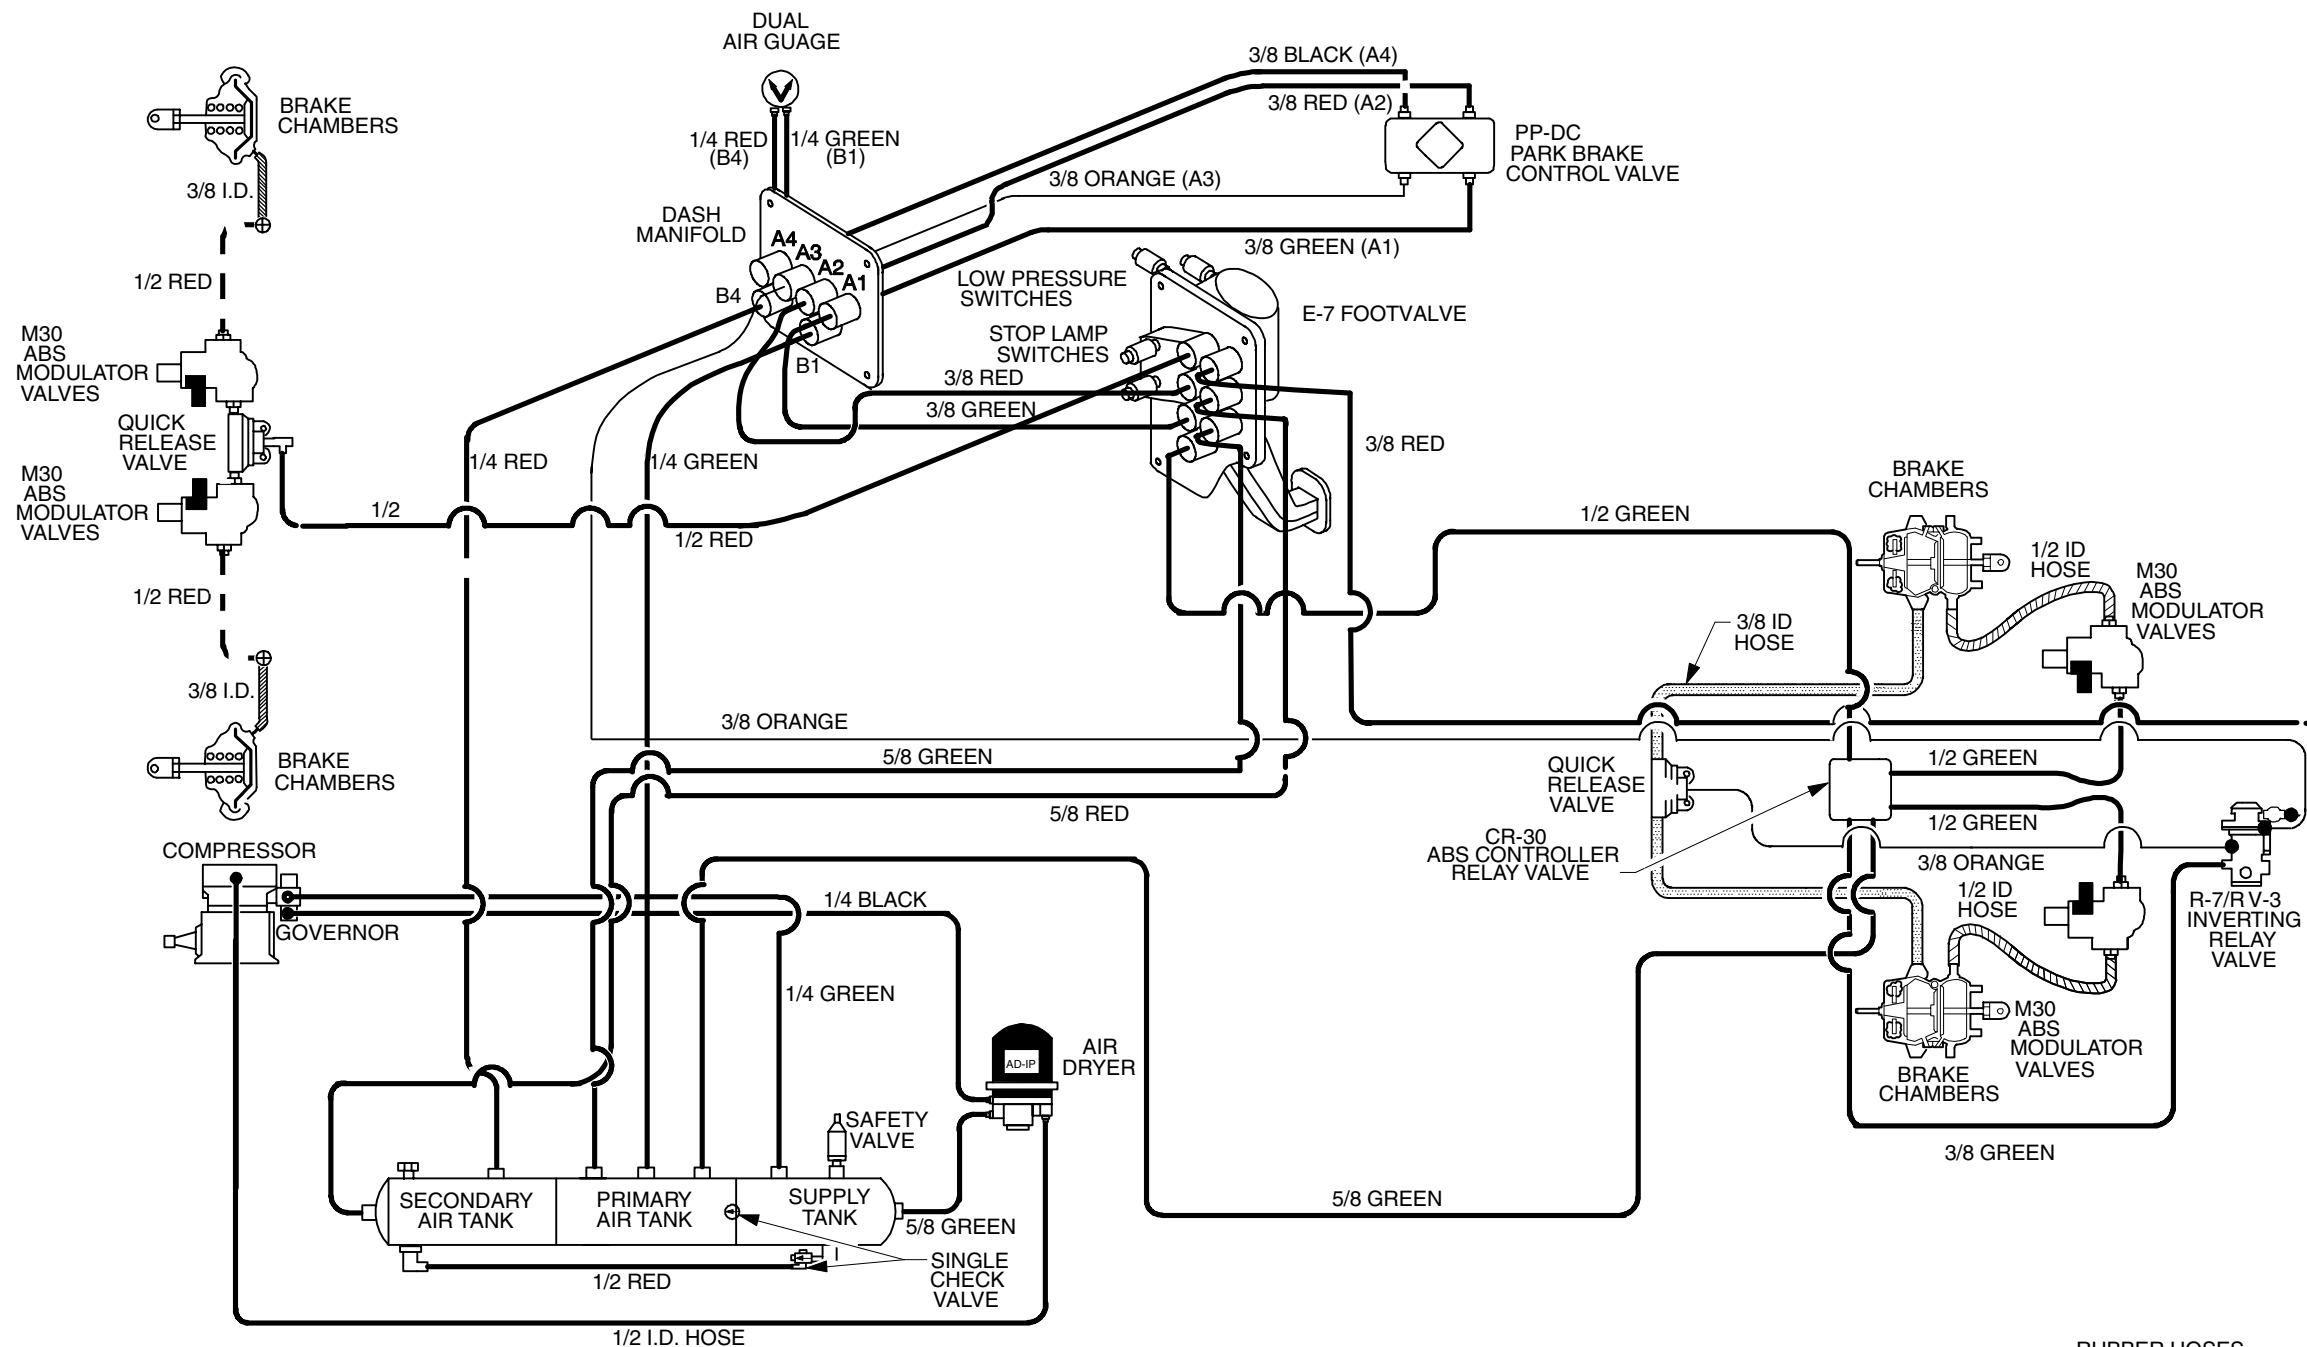 DUAL
AIR GUAGE
3/8 BLACK (A4)
3/8 RED (A2)
BRAKE
CHAMBERS
1/4 RED
(B4)
1/4 GREEN
(B1)
PP-DC
PARK BRAKE
CONTROL VALVE
3/8 I.D.
3/8 ORANGE (A3)
DASH
MANIFOLD
3/8 GREEN (A1)
A4
A3
A2
A1
B4
B1
1/2 RED
LOW PRESSURE
SWITCHES
E-7 FOOTVALVE
STOP LAMP
SWITCHES
M30
ABS
MODULATOR
VALVES
3/8 RED
3/8 GREEN
QUICK
RELEASE
VALVE
3/8 RED
1/4 RED
1/4 GREEN
M30
ABS
MODULATOR
VALVES
1/2
1/2 RED
BRAKE
CHAMBERS
1/2 GREEN
1/2 ID
HOSE
M30
ABS
MODULATOR
VALVES
1/2 RED
3/8 ID
HOSE
3/8 I.D.
3/8 ORANGE
5/8 GREEN
5/8 RED
BRAKE
CHAMBERS
QUICK
RELEASE
VALVE
1/2 GREEN
1/2 GREEN
CR-30
ABS CONTROLLER
RELAY VALVE
3/8 ORANGE
1/2 ID
HOSE
R-7/R V-3
INVERTING
RELAY
VALVE
COMPRESSOR
GOVERNOR
1/4 BLACK
1/4 GREEN
AD-IP
AIR
DRYER
M30
ABS
MODULATOR
VALVES
BRAKE
CHAMBERS
SAFETY
VALVE
3/8 GREEN
SECONDARY
AIR TANK
PRIMARY
AIR TANK
SUPPLY
TANK
5/8 GREEN
5/8 GREEN
SINGLE
CHECK
VALVE
1/2 RED
1/2 I.D. HOSE
RUBBER HOSES